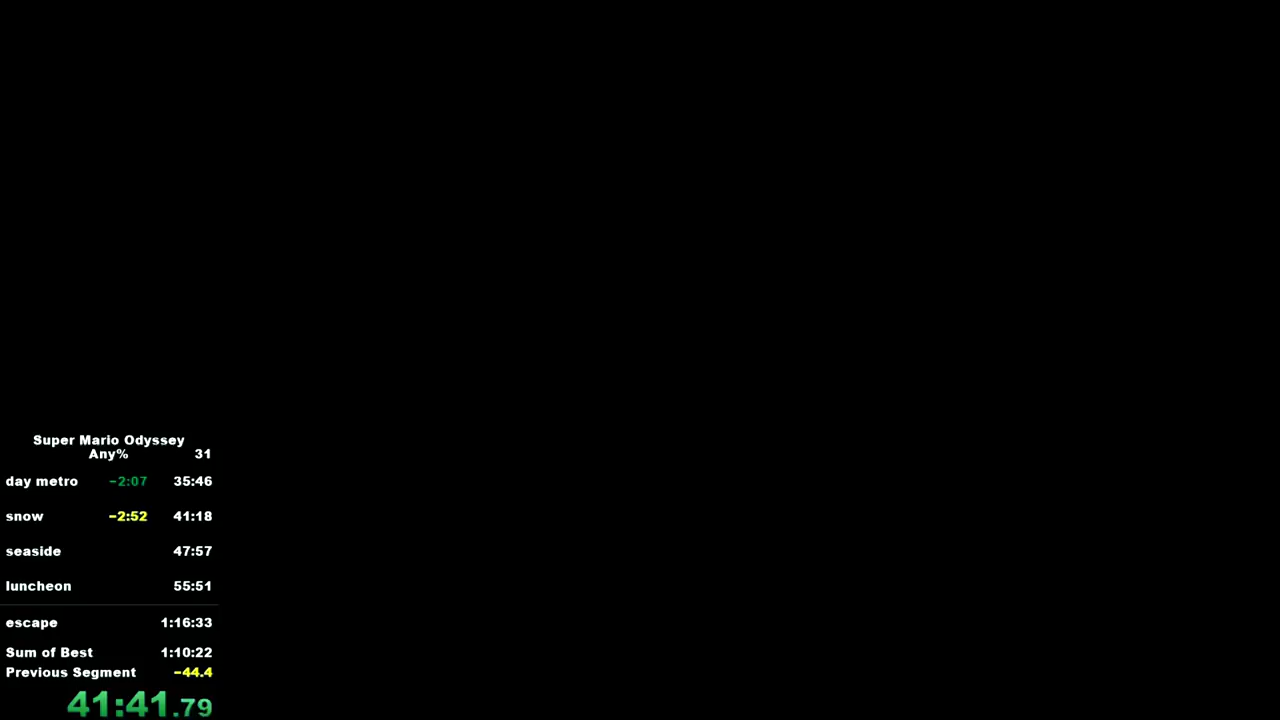 Super Mario Odyssey
Any% 31
day metro -2:07 35:46
snow -2:52 41:18
seaside 47:57
luncheon 55:51
escape 1:16:33
Sum of Best 1:10:22
Previous Segment -44.4
41:41.79